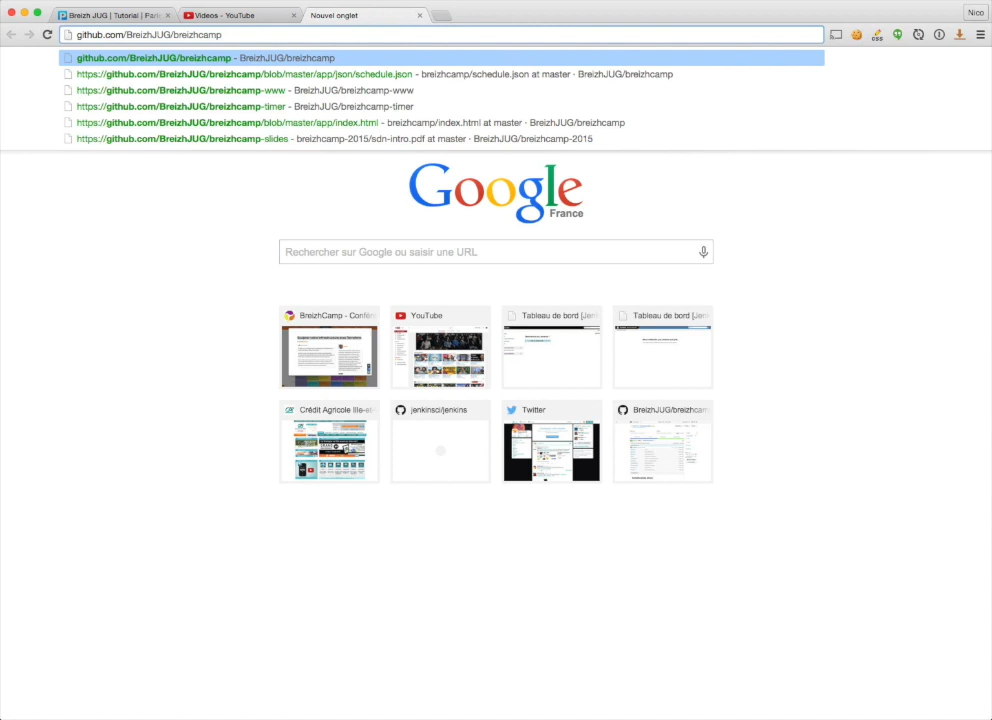 Breizh JUG | Tutorial | Parle
Videos - YouTube
Nouvel onglet
Nico
github.com/BreizhJUG/breizhcamp
css
github.com/BreizhJUG/breizhcamp - BreizhJUG/breizhcamp
https://github.com/BreizhJUG/breizhcamp/blob/master/app/json/schedule.json - breizhcamp/schedule.json at master · BreizhJUG/breizhcamp
https://github.com/BreizhJUG/breizhcamp-www - BreizhJUG/breizhcamp-www
https://github.com/BreizhJUG/breizhcamp-timer - BreizhJUG/breizhcamp-timer
https://github.com/BreizhJUG/breizhcamp/blob/master/app/index.html - breizhcamp/index.html at master · BreizhJUG/breizhcamp
https://github.com/BreizhJUG/breizhcamp-slides - breizhcamp-2015/sdn-intro.pdf at master · BreizhJUG/breizhcamp-2015
Google
France
Rechercher sur Google ou saisir une URL
BreizhCamp - Confére
YouTube
Tableau de bord [Jenk
Tableau de bord [Jenk
Crédit Agricole Ille-et-
jenkinsci/jenkins
Twitter
BreizhJUG/breizhcam